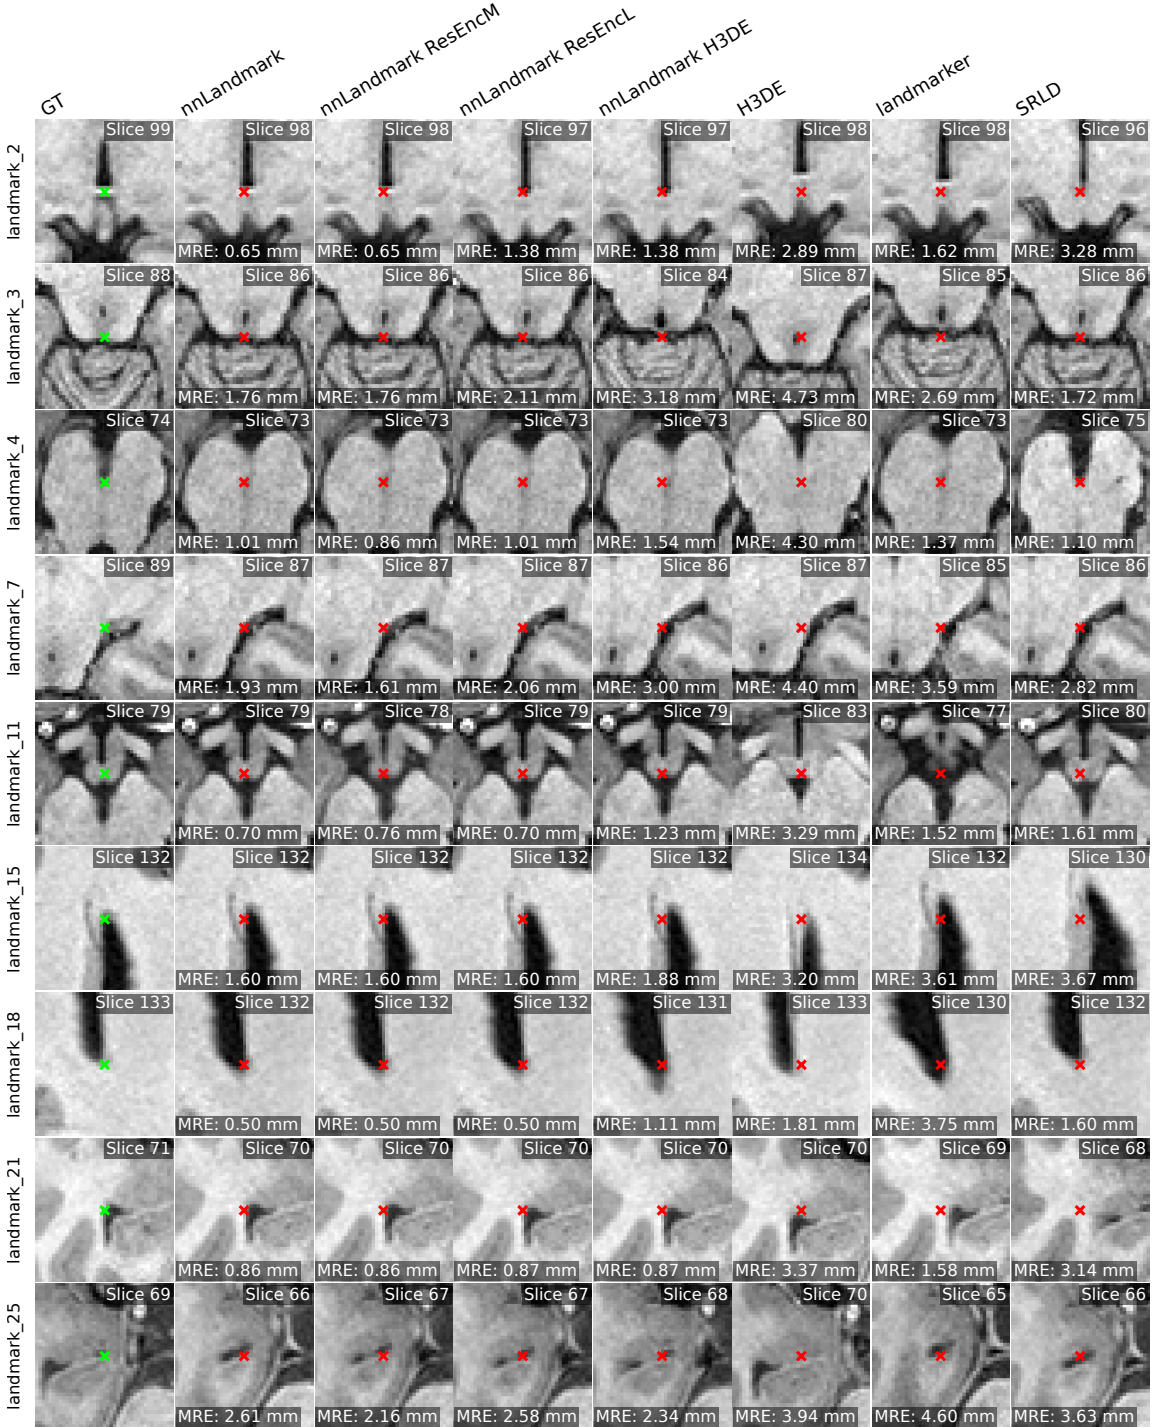 GT nnLandmark nnLandmark ResEncM nnLandmark ResEncL nnLandmark H3DE H3DE landmarker SRLD
landmark_2
Slice 99 Slice 98 Slice 98 Slice 97 Slice 97 Slice 98 Slice 98 Slice 96
MRE: 0.65 mm MRE: 0.65 mm MRE: 1.38 mm MRE: 1.38 mm MRE: 2.89 mm MRE: 1.62 mm MRE: 3.28 mm
landmark_3
Slice 88 Slice 86 Slice 86 Slice 86 Slice 84 Slice 87 Slice 85 Slice 86
MRE: 1.76 mm MRE: 1.76 mm MRE: 2.11 mm MRE: 3.18 mm MRE: 4.73 mm MRE: 2.69 mm MRE: 1.72 mm
landmark_4
Slice 74 Slice 73 Slice 73 Slice 73 Slice 73 Slice 80 Slice 73 Slice 75
MRE: 1.01 mm MRE: 0.86 mm MRE: 1.01 mm MRE: 1.54 mm MRE: 4.30 mm MRE: 1.37 mm MRE: 1.10 mm
landmark_7
Slice 89 Slice 87 Slice 87 Slice 87 Slice 86 Slice 87 Slice 85 Slice 86
MRE: 1.93 mm MRE: 1.61 mm MRE: 2.06 mm MRE: 3.00 mm MRE: 4.40 mm MRE: 3.59 mm MRE: 2.82 mm
landmark_11
Slice 79 Slice 79 Slice 78 Slice 79 Slice 79 Slice 83 Slice 77 Slice 80
MRE: 0.70 mm MRE: 0.76 mm MRE: 0.70 mm MRE: 1.23 mm MRE: 3.29 mm MRE: 1.52 mm MRE: 1.61 mm
landmark_15
Slice 132 Slice 132 Slice 132 Slice 132 Slice 132 Slice 134 Slice 132 Slice 130
MRE: 1.60 mm MRE: 1.60 mm MRE: 1.60 mm MRE: 1.88 mm MRE: 3.20 mm MRE: 3.61 mm MRE: 3.67 mm
landmark_18
Slice 133 Slice 132 Slice 132 Slice 132 Slice 131 Slice 133 Slice 130 Slice 132
MRE: 0.50 mm MRE: 0.50 mm MRE: 0.50 mm MRE: 1.11 mm MRE: 1.81 mm MRE: 3.75 mm MRE: 1.60 mm
landmark_21
Slice 71 Slice 70 Slice 70 Slice 70 Slice 70 Slice 70 Slice 69 Slice 68
MRE: 0.86 mm MRE: 0.86 mm MRE: 0.87 mm MRE: 0.87 mm MRE: 3.37 mm MRE: 1.58 mm MRE: 3.14 mm
landmark_25
Slice 69 Slice 66 Slice 67 Slice 67 Slice 68 Slice 70 Slice 65 Slice 66
MRE: 2.61 mm MRE: 2.16 mm MRE: 2.58 mm MRE: 2.34 mm MRE: 3.94 mm MRE: 4.60 mm MRE: 3.63 mm